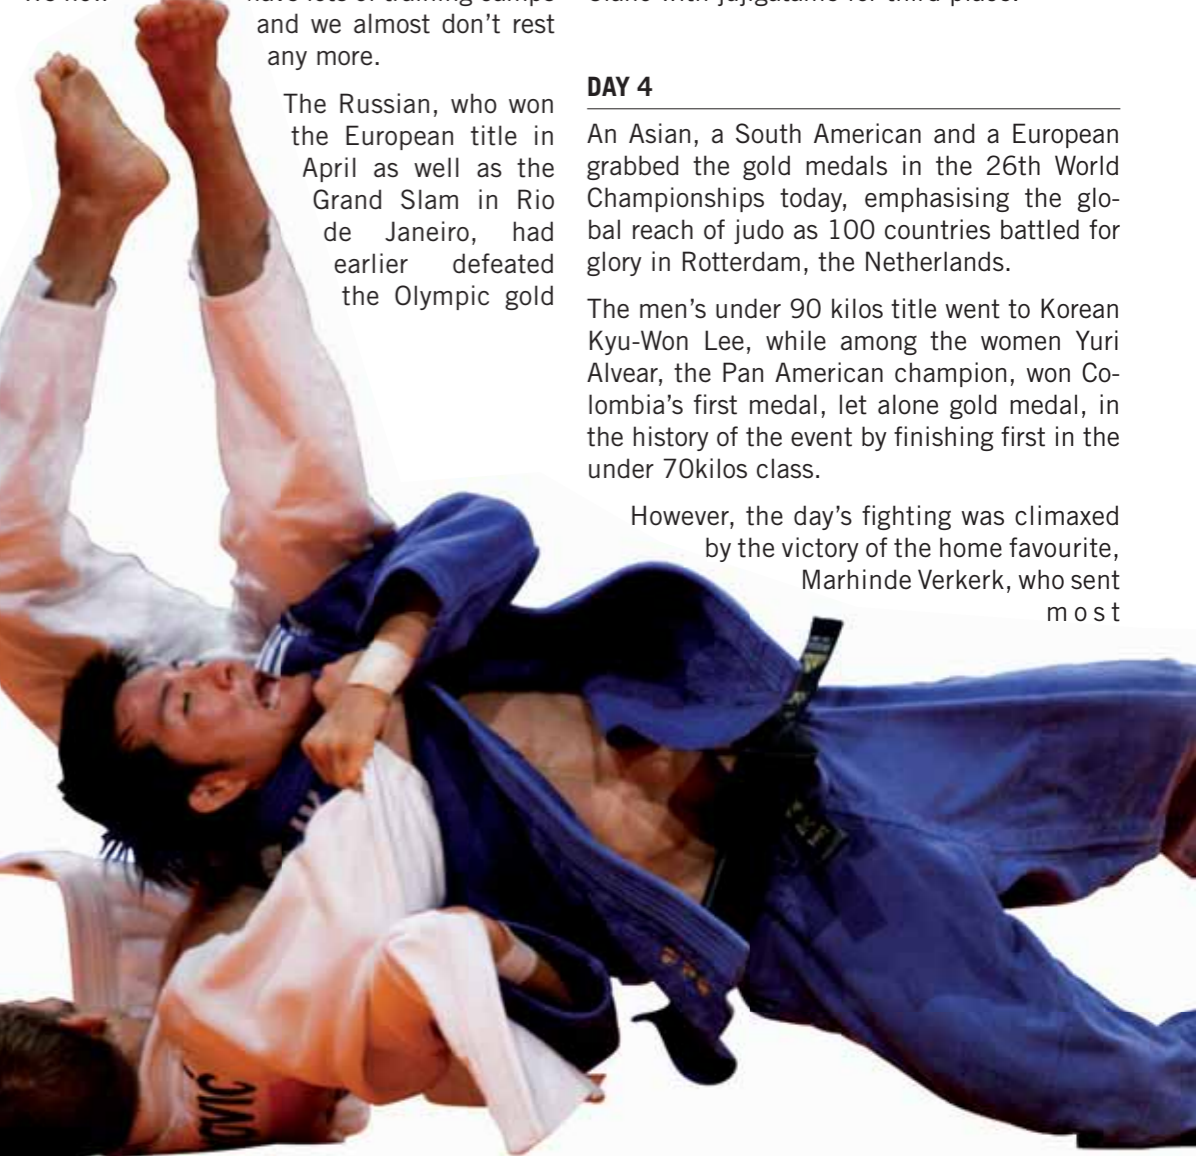 and we almost don't rest
any more.
The Russian, who won
the European title in
April as well as the
Grand Slam in Rio
de Janeiro, had
earlier defeated
the Olympic gold
DAY 4
An Asian, a South American and a European
grabbed the gold medals in the 26th World
Championships today, emphasising the glo-
bal reach of judo as 100 countries battled for
glory in Rotterdam, the Netherlands.
The men's under 90 kilos title went to Korean
Kyu-Won Lee, while among the women Yuri
Alvear, the Pan American champion, won Co-
lombia's first medal, let alone gold medal, in
the history of the event by finishing first in the
under 70kilos class.
However, the day's fighting was climaxed
by the victory of the home favourite,
Marhinde Verkerk, who sent
most
OVIĆ